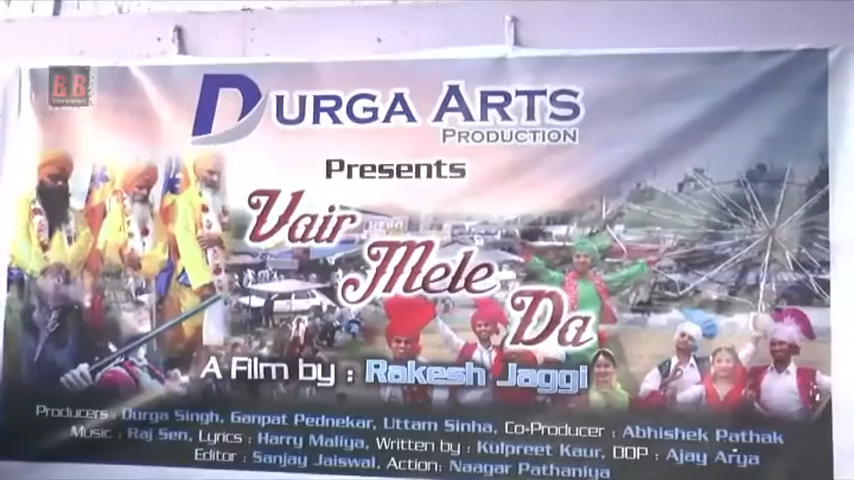 BB
DURGA ARTS
PRODUCTION
Presents
Vair
Mele
Da
A Film by : Rakesh Jaggi
Producers : Durga Singh, Ganpat Pednekar, Uttam Sinha, Co-Producer : Abhishek Pathak
Music : Raj Sen, Lyrics : Harry Maliya, Written by : Kulpreet Kaur, DOP : Ajay Arya
Editor : Sanjay Jaiswal, Action : Naagar Pathaniya